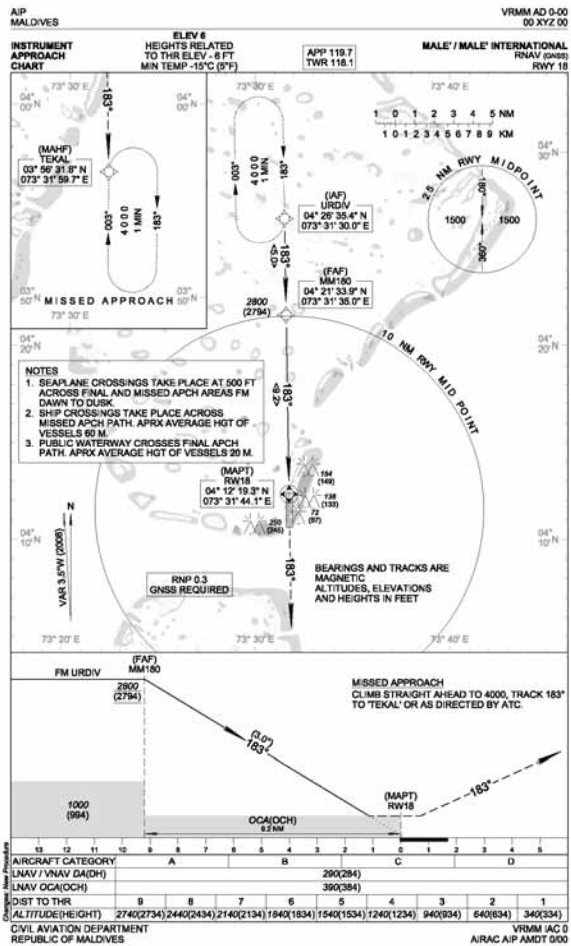 AIP
MALDIVES
VRMM AD 0-00
00 XYZ 00
INSTRUMENT
APPROACH
CHART
ELEV 6
HEIGHTS RELATED
TO THR ELEV - 6 FT
MIN TEMP -15°C (5°F)
APP 119.7
TWR 118.1
MALE' / MALE' INTERNATIONAL
RNAV (GNSS)
RWY 18
73° 30' E
73° 30' E
73° 40' E
04°
00' N
04°
00' N
04°
30' N
183°
(MAHF)
TEKAL
03° 56' 31.8" N
073° 31' 59.7" E
003°
4000
1 MIN
183°
03°
50' N
03°
50' N
MISSED APPROACH
73° 30' E
003°
4000
1 MIN
183°
(IAF)
URDIV
04° 26' 35.4" N
073° 31' 30.0" E
183°
<5.0>
(FAF)
MM180
04° 21' 33.9" N
073° 31' 35.0" E
2800
(2794)
1 0 1 2 3 4 5 NM
1 0 1 2 3 4 5 6 7 8 9 KM
2.5 NM RWY MIDPOINT
180°
1500
1500
360°
04°
20' N
04°
20' N
10 NM RWY MID POINT
NOTES
1. SEAPLANE CROSSINGS TAKE PLACE AT 500 FT
ACROSS FINAL AND MISSED APCH AREAS FM
DAWN TO DUSK.
2. SHIP CROSSINGS TAKE PLACE ACROSS
MISSED APCH PATH. APRX AVERAGE HGT OF
VESSELS 60 M.
3. PUBLIC WATERWAY CROSSES FINAL APCH
PATH. APRX AVERAGE HGT OF VESSELS 20 M.
<9.2>
183°
(MAPT)
RW18
04° 12' 19.3" N
073° 31' 44.1" E
154
(149)
138
(133)
72
(67)
250
(245)
N
VAR 3.5°W (2008)
04°
10' N
04°
10' N
183°
RNP 0.3
GNSS REQUIRED
BEARINGS AND TRACKS ARE
MAGNETIC
ALTITUDES, ELEVATIONS
AND HEIGHTS IN FEET
73° 20' E
73° 30' E
73° 40' E
FM URDIV
(FAF)
MM180
2800
(2794)
MISSED APPROACH
CLIMB STRAIGHT AHEAD TO 4000, TRACK 183°
TO 'TEKAL' OR AS DIRECTED BY ATC.
(3.0°)
183°
183°
(MAPT)
RW18
1000
(994)
OCA(OCH)
9.2 NM
13 12 11 10 9 8 7 6 5 4 3 2 1 0 1 2 3 4 5
AIRCRAFT CATEGORY A B C D
LNAV / VNAV DA(DH) 290(284)
LNAV OCA(OCH) 390(384)
DIST TO THR 9 8 7 6 5 4 3 2 1
ALTITUDE(HEIGHT) 2740(2734) 2440(2434) 2140(2134) 1840(1834) 1540(1534) 1240(1234) 940(934) 640(634) 340(334)
Changes: New Procedure
CIVIL AVIATION DEPARTMENT
REPUBLIC OF MALDIVES
VRMM IAC 0
AIRAC AIP AMDT 0/00